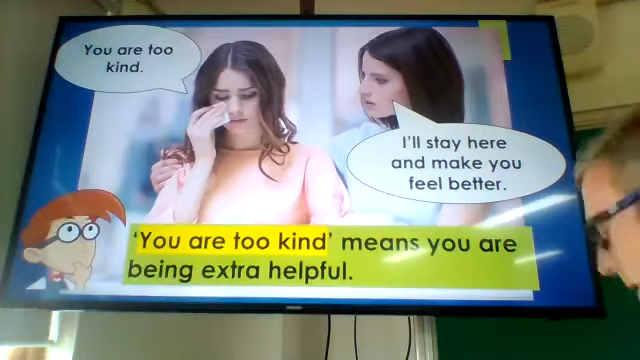 You are too
kind.
I'll stay here
and make you
feel better.
'You are too kind' means you are
being extra helpful.